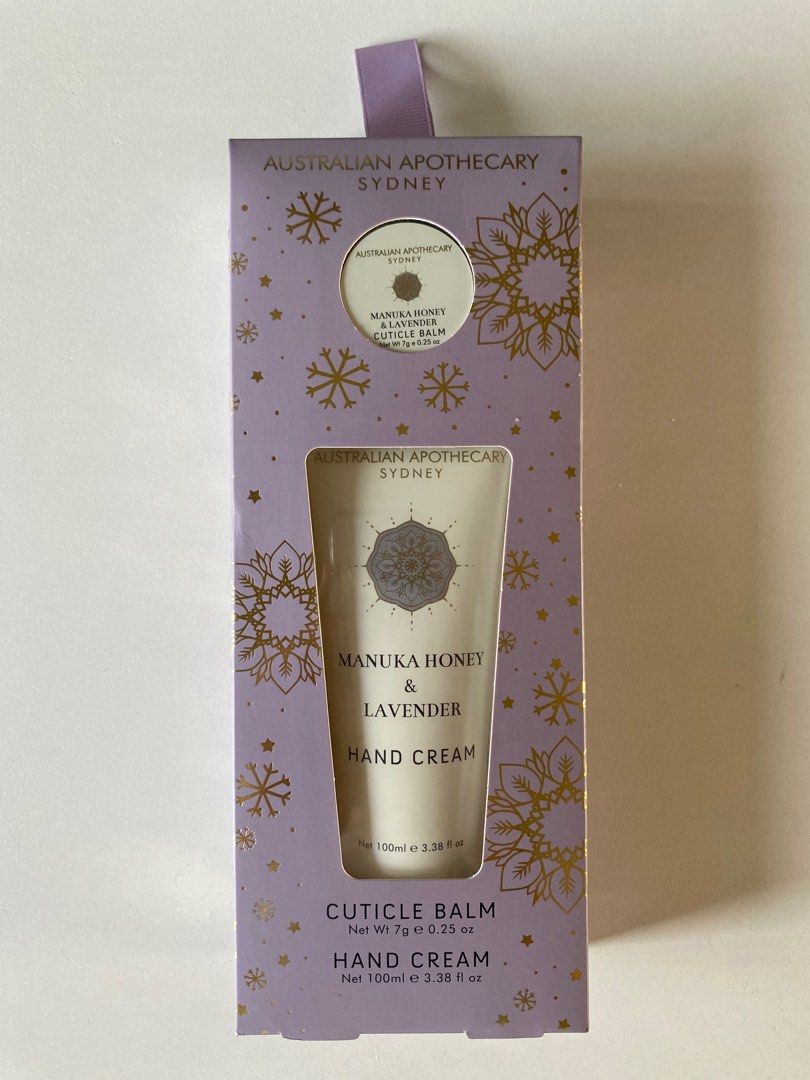 AUSTRALIAN APOTHECARY
SYDNEY
AUSTRALIAN APOTHECARY
SYDNEY
MANUKA HONEY
& LAVENDER
CUTICLE BALM
Net Wt 7g e 0.25 oz
AUSTRALIAN APOTHECARY
SYDNEY
MANUKA HONEY
&
LAVENDER
HAND CREAM
Net 100ml e 3.38 fl oz
CUTICLE BALM
Net Wt 7g e 0.25 oz
HAND CREAM
Net 100ml e 3.38 fl oz